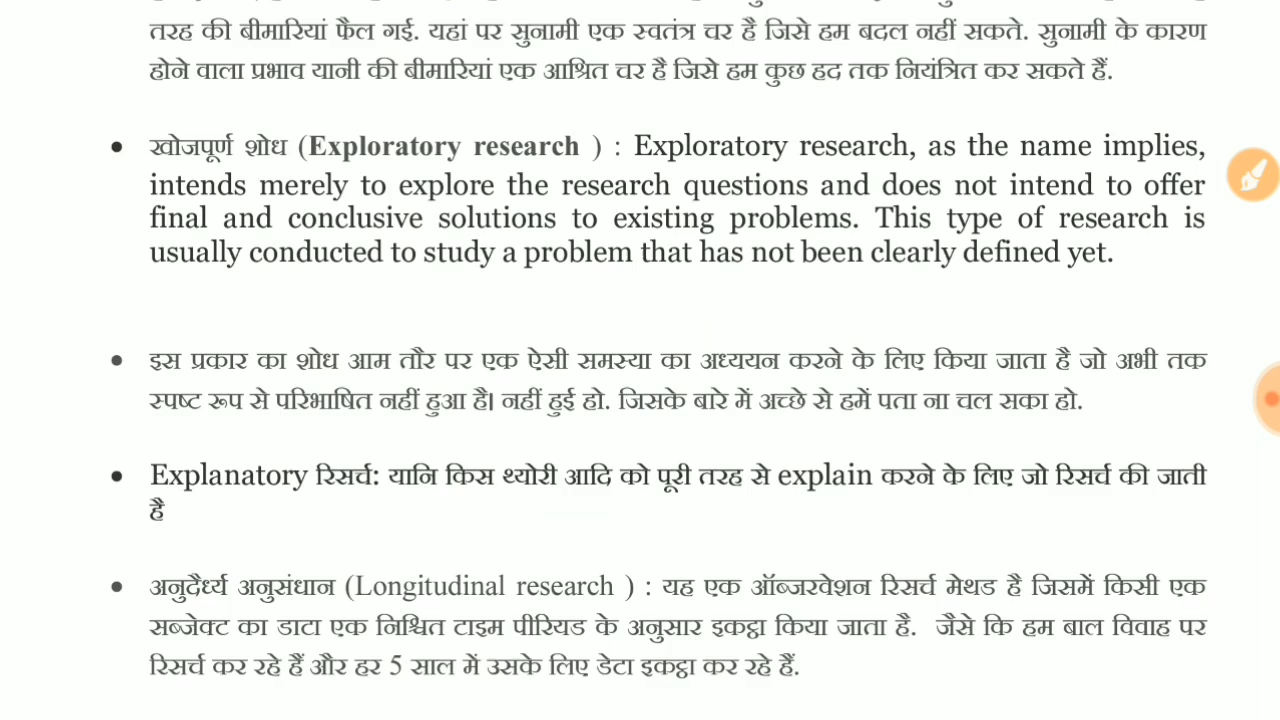 तरह की बीमारियां फैल गई. यहां पर सुनामी एक स्वतंत्र चर है जिसे हम बदल नहीं सकते. सुनामी के कारण
होने वाला प्रभाव यानी की बीमारियां एक आश्रित चर है जिसे हम कुछ हद तक नियंत्रित कर सकते हैं.
• खोजपूर्ण शोध (Exploratory research ) : Exploratory research, as the name implies,
intends merely to explore the research questions and does not intend to offer
final and conclusive solutions to existing problems. This type of research is
usually conducted to study a problem that has not been clearly defined yet.
• इस प्रकार का शोध आम तौर पर एक ऐसी समस्या का अध्ययन करने के लिए किया जाता है जो अभी तक
स्पष्ट रूप से परिभाषित नहीं हुआ है। नहीं हुई हो. जिसके बारे में अच्छे से हमें पता ना चल सका हो.
• Explanatory रिसर्च: यानि किस थ्योरी आदि को पूरी तरह से explain करने के लिए जो रिसर्च की जाती
है
• अनुदैर्ध्य अनुसंधान (Longitudinal research ) : यह एक ऑब्जरवेशन रिसर्च मेथड है जिसमें किसी एक
सब्जेक्ट का डाटा एक निश्चित टाइम पीरियड के अनुसार इकट्ठा किया जाता है. जैसे कि हम बाल विवाह पर
रिसर्च कर रहे हैं और हर 5 साल में उसके लिए डेटा इकट्ठा कर रहे हैं.